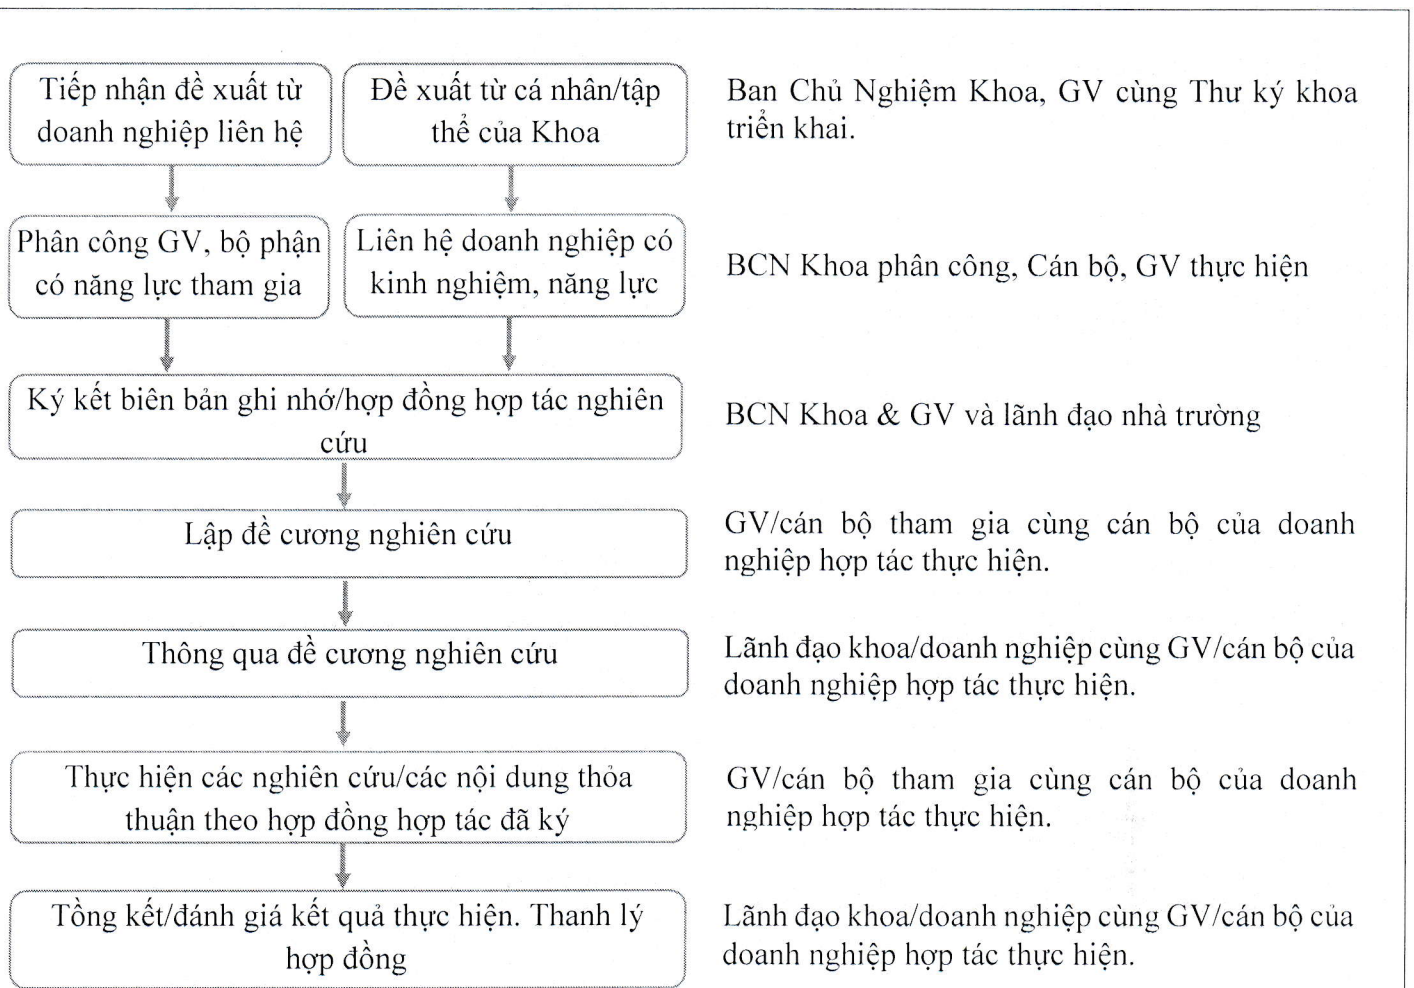 Tiếp nhận đề xuất từ
doanh nghiệp liên hệ
Đề xuất từ cá nhân/tập
thể của Khoa
Ban Chủ Nghiệm Khoa, GV cùng Thư ký khoa
triển khai.
Phân công GV, bộ phận
có năng lực tham gia
Liên hệ doanh nghiệp có
kinh nghiệm, năng lực
BCN Khoa phân công, Cán bộ, GV thực hiện
Ký kết biên bản ghi nhớ/hợp đồng hợp tác nghiên
cứu
BCN Khoa & GV và lãnh đạo nhà trường
Lập đề cương nghiên cứu
GV/cán bộ tham gia cùng cán bộ của doanh
nghiệp hợp tác thực hiện.
Thông qua đề cương nghiên cứu
Lãnh đạo khoa/doanh nghiệp cùng GV/cán bộ của
doanh nghiệp hợp tác thực hiện.
Thực hiện các nghiên cứu/các nội dung thỏa
thuận theo hợp đồng hợp tác đã ký
GV/cán bộ tham gia cùng cán bộ của doanh
nghiệp hợp tác thực hiện.
Tổng kết/đánh giá kết quả thực hiện. Thanh lý
hợp đồng
Lãnh đạo khoa/doanh nghiệp cùng GV/cán bộ của
doanh nghiệp hợp tác thực hiện.